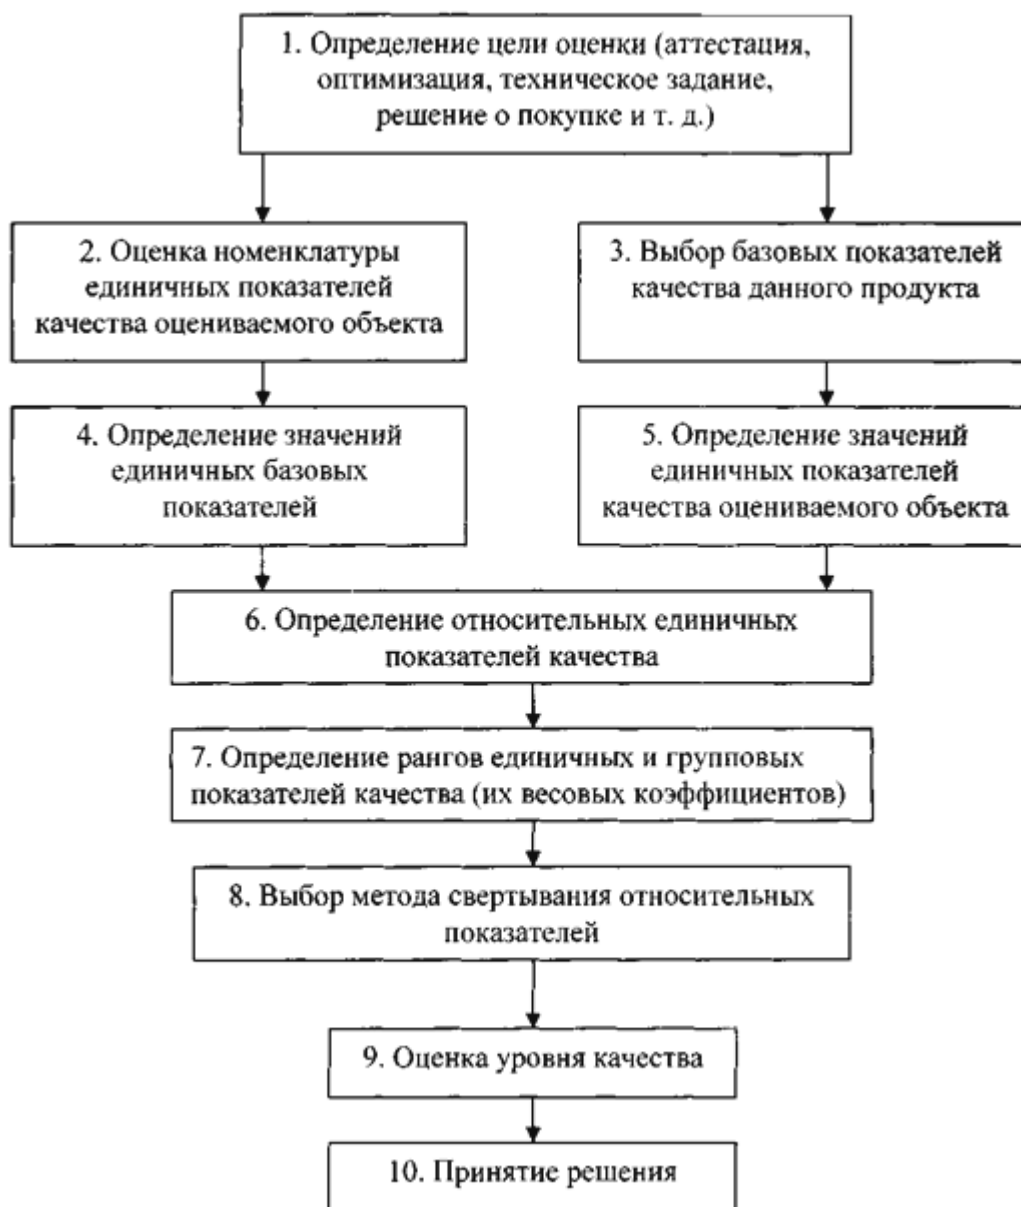 1. Определение цели оценки (аттестация,
оптимизация, техническое задание,
решение о покупке и т. д.)
2. Оценка номенклатуры
единичных показателей
качества оцениваемого объекта
3. Выбор базовых показателей
качества данного продукта
4. Определение значений
единичных базовых
показателей
5. Определение значений
единичных показателей
качества оцениваемого объекта
6. Определение относительных единичных
показателей качества
7. Определение рангов единичных и групповых
показателей качества (их весовых коэффициентов)
8. Выбор метода свертывания относительных
показателей
9. Оценка уровня качества
10. Принятие решения